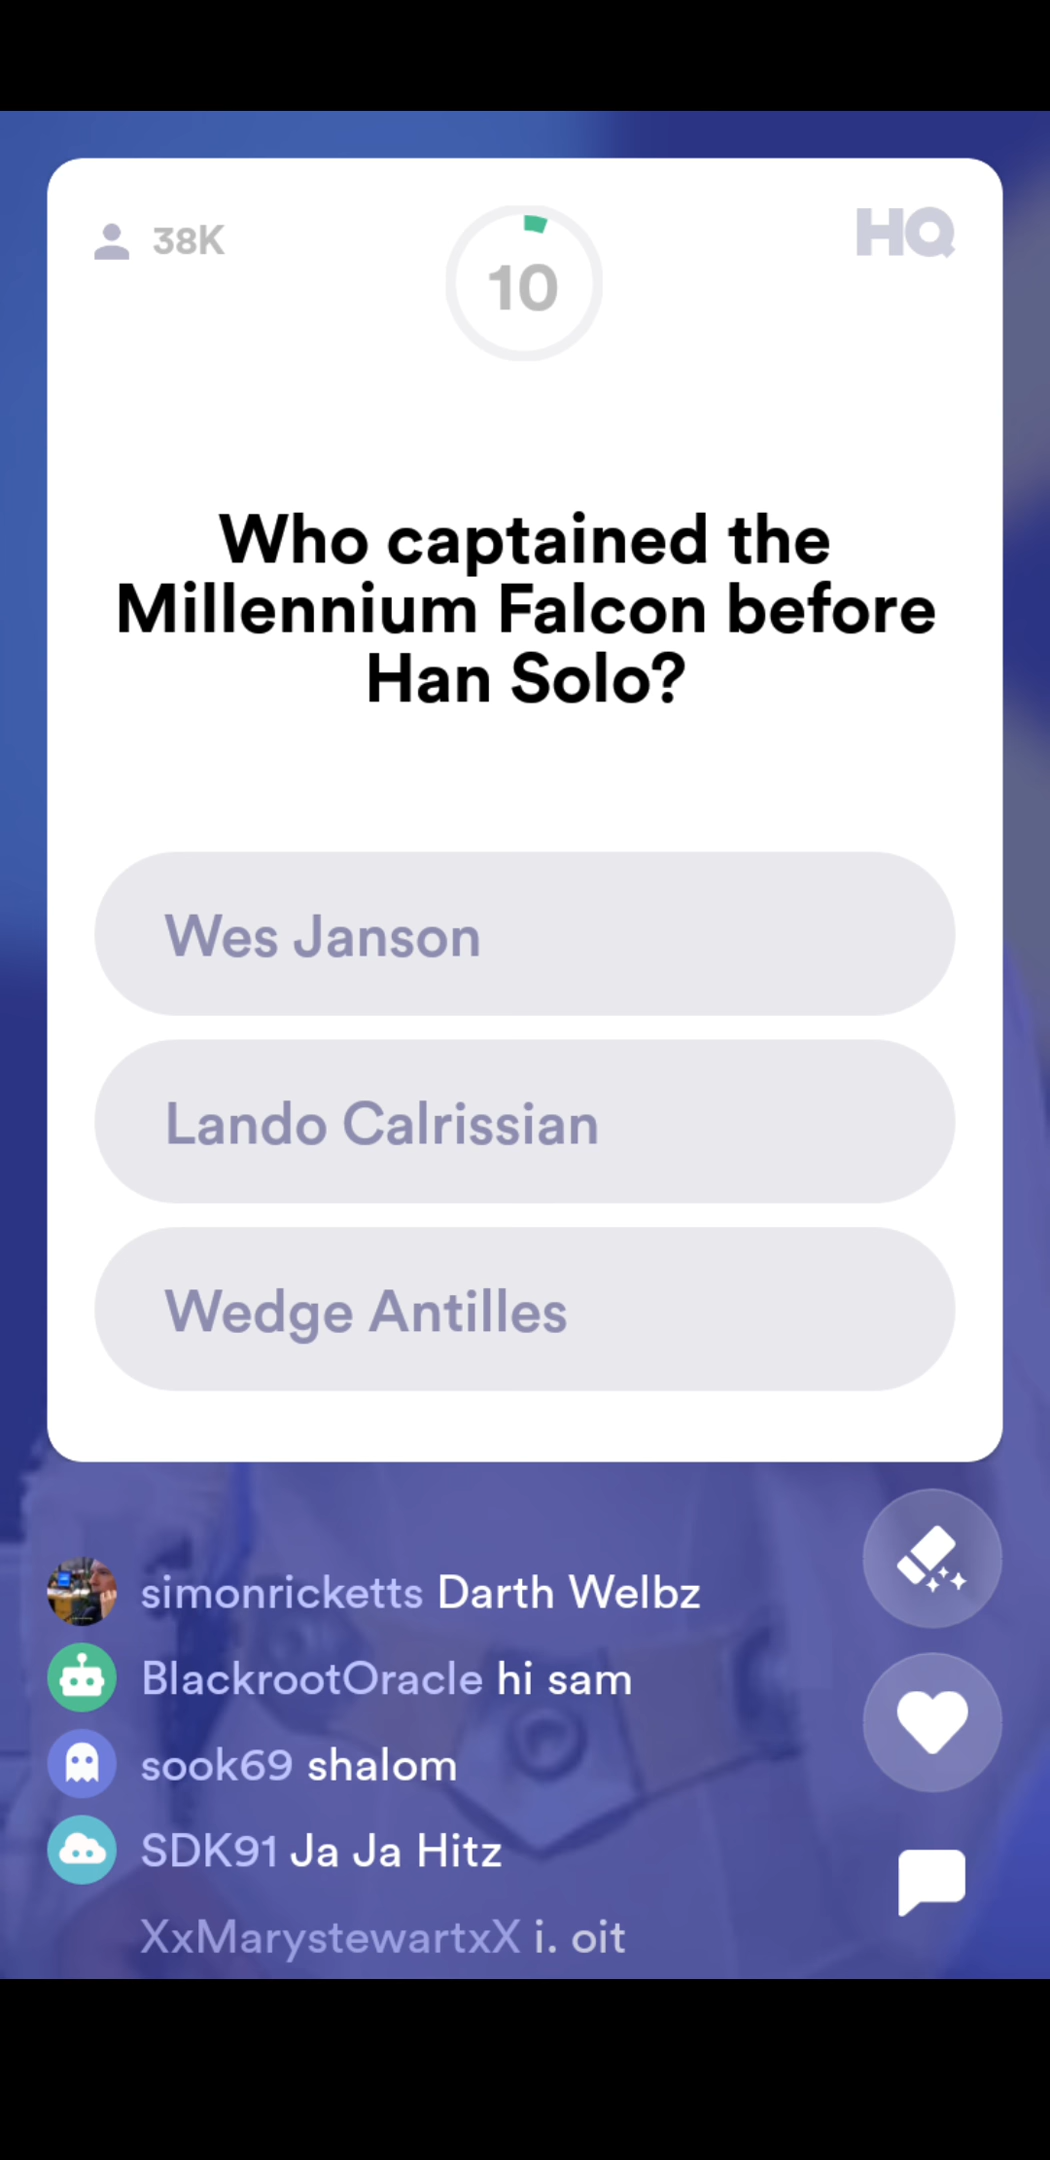 38K
10
HQ
Who captained the
Millennium Falcon before
Han Solo?
Wes Janson
Lando Calrissian
Wedge Antilles
simonricketts Darth Welbz
BlackrootOracle hi sam
sook69 shalom
SDK91 Ja Ja Hitz
XxMarystewartxX i. oit